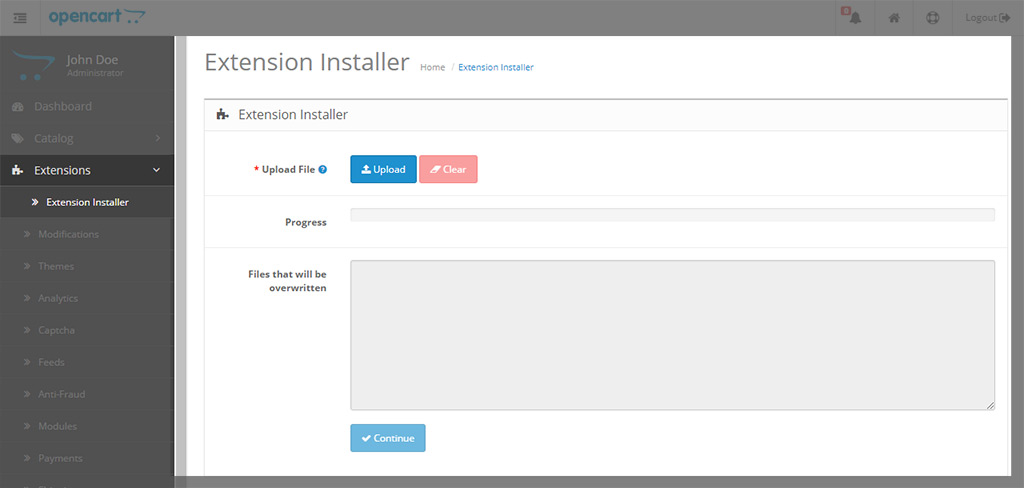 opencart
0
Logout
John Doe
Administrator
Dashboard
Catalog
Extensions
Extension Installer
Modifications
Themes
Analytics
Captcha
Feeds
Anti-Fraud
Modules
Payments
Extension Installer
Home / Extension Installer
Extension Installer
* Upload File ?
Upload
Clear
Progress
Files that will be
overwritten
Continue